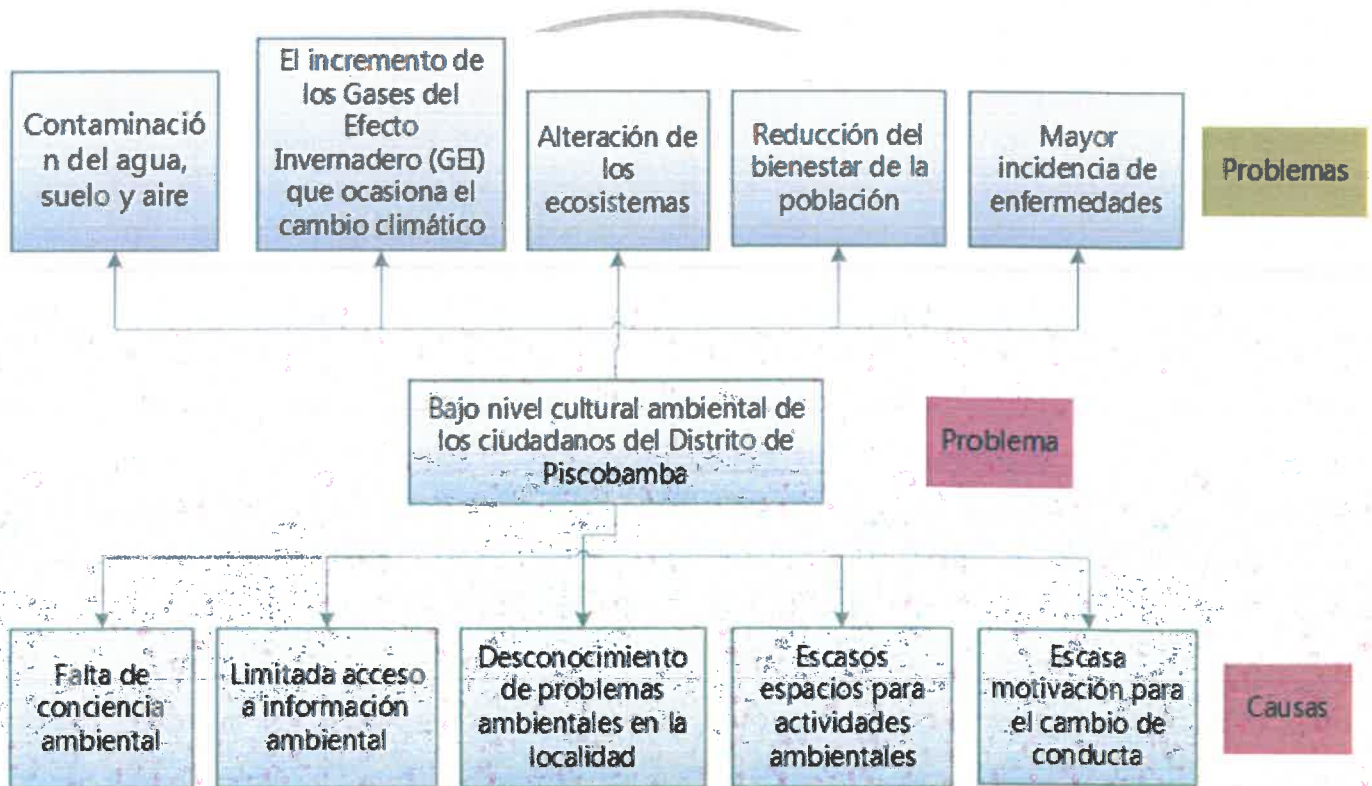 Contaminació
n del agua,
suelo y aire
El incremento de
los Gases del
Efecto
Invernadero (GEI)
que ocasiona el
cambio climático
Alteración de
los
ecosistemas
Reducción del
bienestar de la
población
Mayor
incidencia de
enfermedades
Problemas
Bajo nivel cultural ambiental de
los ciudadanos del Distrito de
Piscobamba
Problema
Falta de
conciencia
ambiental
Limitada acceso
a información
ambiental
Desconocimiento
de problemas
ambientales en la
localidad
Escasos
espacios para
actividades
ambientales
Escasa
motivación para
el cambio de
conducta
Causas